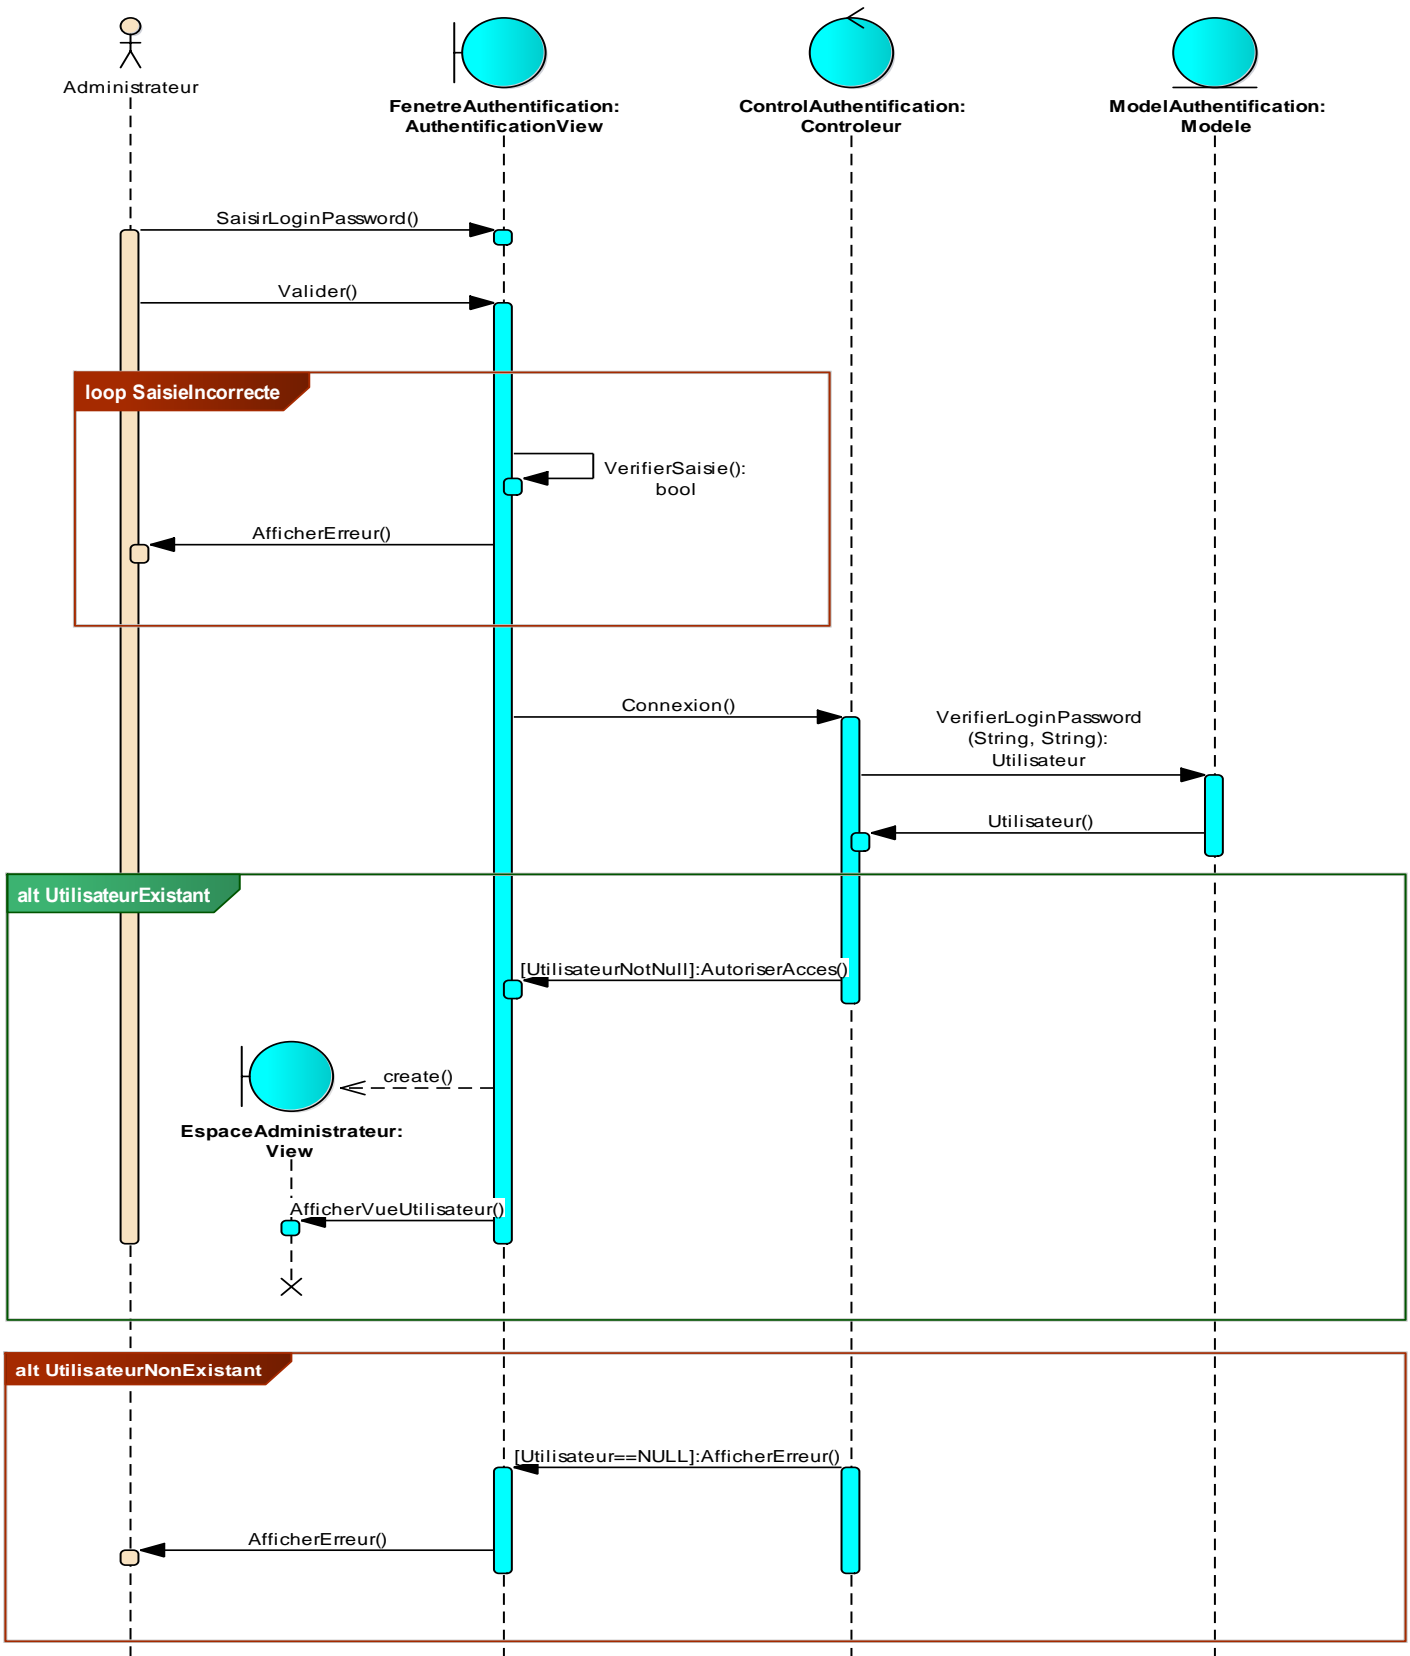 Administrateur
FenetreAuthentification:
AuthentificationView
ControlAuthentification:
Controleur
ModelAuthentification:
Modele
SaisirLoginPassword()
Valider()
loop SaisieIncorrecte
VerifierSaisie():
bool
AfficherErreur()
Connexion()
VerifierLoginPassword
(String, String):
Utilisateur
Utilisateur()
alt UtilisateurExistant
[UtilisateurNotNull]:AutoriserAcces()
create()
EspaceAdministrateur:
View
AfficherVueUtilisateur()
alt UtilisateurNonExistant
[Utilisateur==NULL]:AfficherErreur()
AfficherErreur()